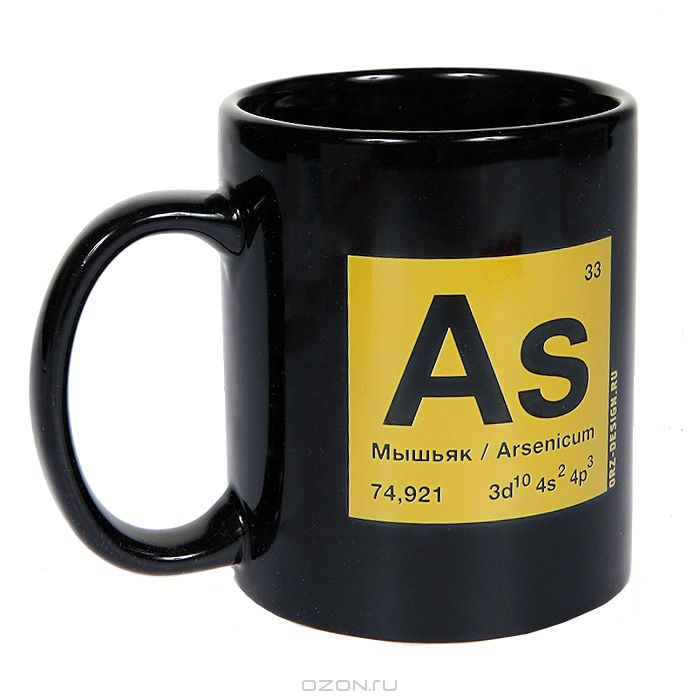 33
As
Мышьяк / Arsenicum
74,921 3d¹⁰ 4s² 4p³
ORZ-DESIGN.RU
OZON.RU